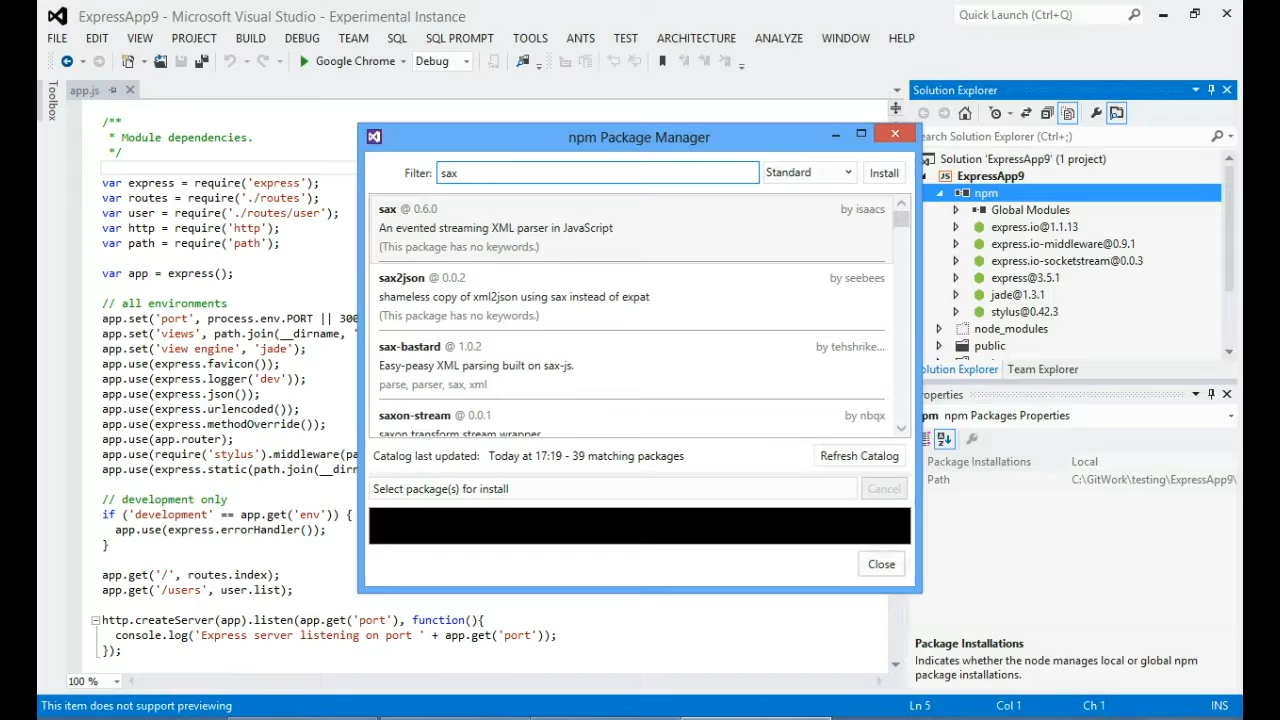 ExpressApp9 - Microsoft Visual Studio - Experimental Instance
Quick Launch (Ctrl+Q)
FILE EDIT VIEW PROJECT BUILD DEBUG TEAM SQL SQL PROMPT TOOLS ANTS TEST ARCHITECTURE ANALYZE WINDOW HELP
Google Chrome Debug
Toolbox
app.js
/**
* Module dependencies.
*/
var express = require('express');
var routes = require('./routes');
var user = require('./routes/user');
var http = require('http');
var path = require('path');
var app = express();
// all environments
app.set('port', process.env.PORT || 300
app.set('views', path.join(__dirname, '
app.set('view engine', 'jade');
app.use(express.favicon());
app.use(express.logger('dev'));
app.use(express.json());
app.use(express.urlencoded());
app.use(express.methodOverride());
app.use(app.router);
app.use(require('stylus').middleware(pa
app.use(express.static(path.join(__dirn
// development only
if ('development' == app.get('env')) {
app.use(express.errorHandler());
}
app.get('/', routes.index);
app.get('/users', user.list);
http.createServer(app).listen(app.get('port'), function(){
console.log('Express server listening on port ' + app.get('port'));
});
100 %
npm Package Manager
Filter: sax Standard Install
sax @ 0.6.0 by isaacs
An evented streaming XML parser in JavaScript
(This package has no keywords.)
sax2json @ 0.0.2 by seebees
shameless copy of xml2json using sax instead of expat
(This package has no keywords.)
sax-bastard @ 1.0.2 by tehshrike...
Easy-peasy XML parsing built on sax-js.
parse, parser, sax, xml
saxon-stream @ 0.0.1 by nbqx
saxon transform stream wrapper
Catalog last updated: Today at 17:19 - 39 matching packages Refresh Catalog
Select package(s) for install Cancel
Close
Solution Explorer
earch Solution Explorer (Ctrl+;)
Solution 'ExpressApp9' (1 project)
JS ExpressApp9
npm
Global Modules
express.io@1.1.13
express.io-middleware@0.9.1
express.io-socketstream@0.0.3
express@3.5.1
jade@1.3.1
stylus@0.42.3
node_modules
public
olution Explorer Team Explorer
roperties
pm npm Packages Properties
Package Installations Local
Path C:\GitWork\testing\ExpressApp9\
Package Installations
Indicates whether the node manages local or global npm
package installations.
This item does not support previewing Ln 5 Col 1 Ch 1 INS